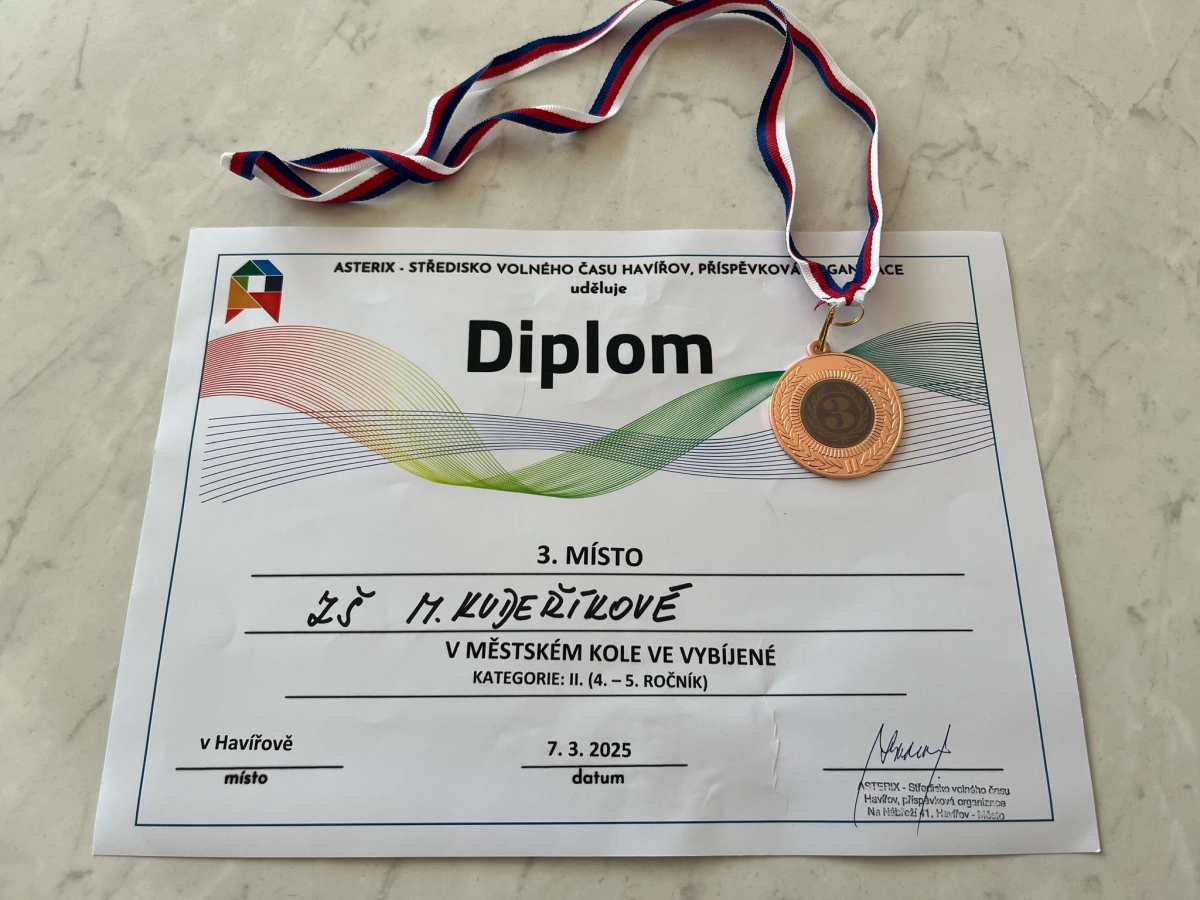 ASTERIX - STŘEDISKO VOLNÉHO ČASU HAVÍŘOV, PŘÍSPĚVKOVÁ ORGANIZACE
uděluje
Diplom
3
3. MÍSTO
ZŠ M. KUDEŘÍKOVÉ
V MĚSTSKÉM KOLE VE VYBÍJENÉ
KATEGORIE: II. (4. – 5. ROČNÍK)
v Havířově
místo
7. 3. 2025
datum
ASTERIX - Středisko volného času
Havířov, příspěvková organizace
Na Nábřeží 41, Havířov - Město